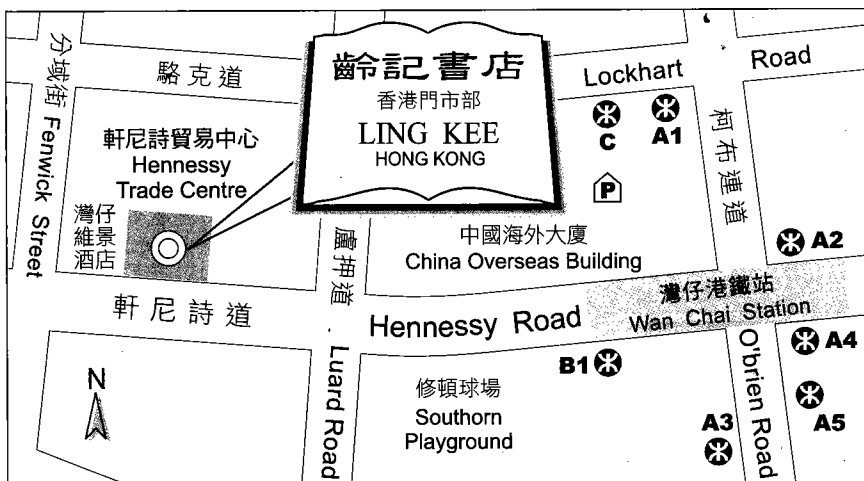 分域街 Fenwick Street
駱克道
Lockhart Road
齡記書店
香港門市部
LING KEE
HONG KONG
C
A1
P
柯布連道
軒尼詩貿易中心
Hennessy
Trade Centre
灣仔
維景
酒店
盧押道 Luard Road
中國海外大廈
China Overseas Building
A2
灣仔港鐵站
Wan Chai Station
軒尼詩道 Hennessy Road
B1
A4
O'brien Road
修頓球場
Southorn
Playground
A3
A5
N